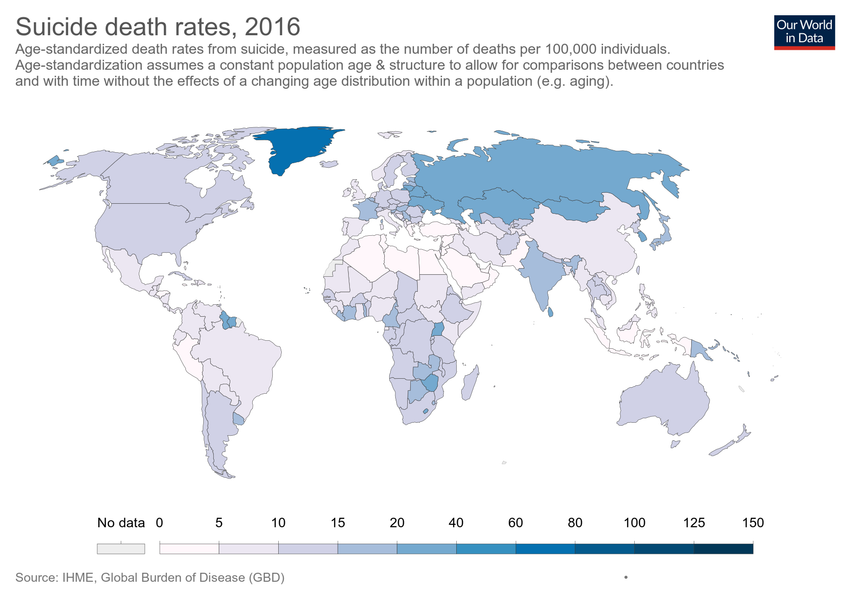 Suicide death rates, 2016
Our World
in Data
Age-standardized death rates from suicide, measured as the number of deaths per 100,000 individuals.
Age-standardization assumes a constant population age & structure to allow for comparisons between countries
and with time without the effects of a changing age distribution within a population (e.g. aging).
No data 0 5 10 15 20 40 60 80 100 125 150
Source: IHME, Global Burden of Disease (GBD)